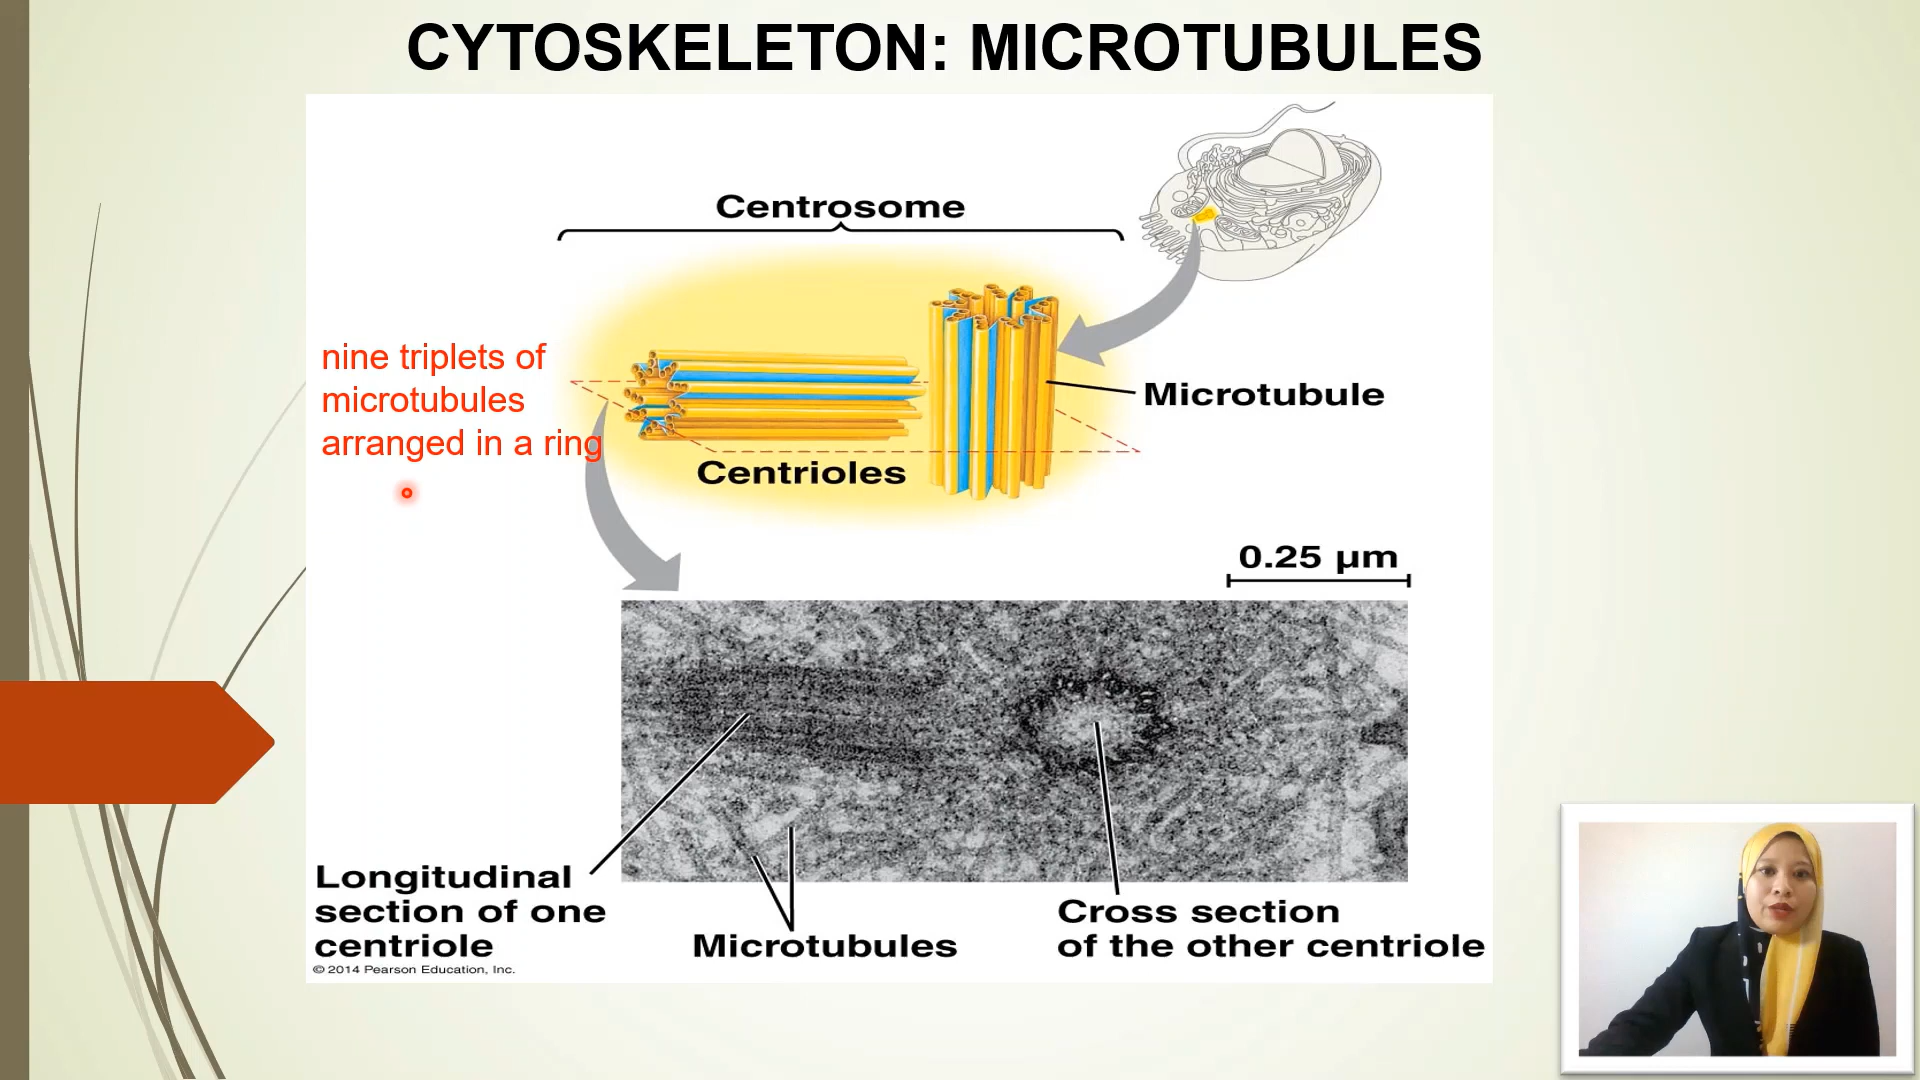 CYTOSKELETON: MICROTUBULES
Centrosome
nine triplets of
microtubules
arranged in a ring
Microtubule
Centrioles
0.25 µm
Longitudinal
section of one
centriole
Microtubules
Cross section
of the other centriole
© 2014 Pearson Education, Inc.